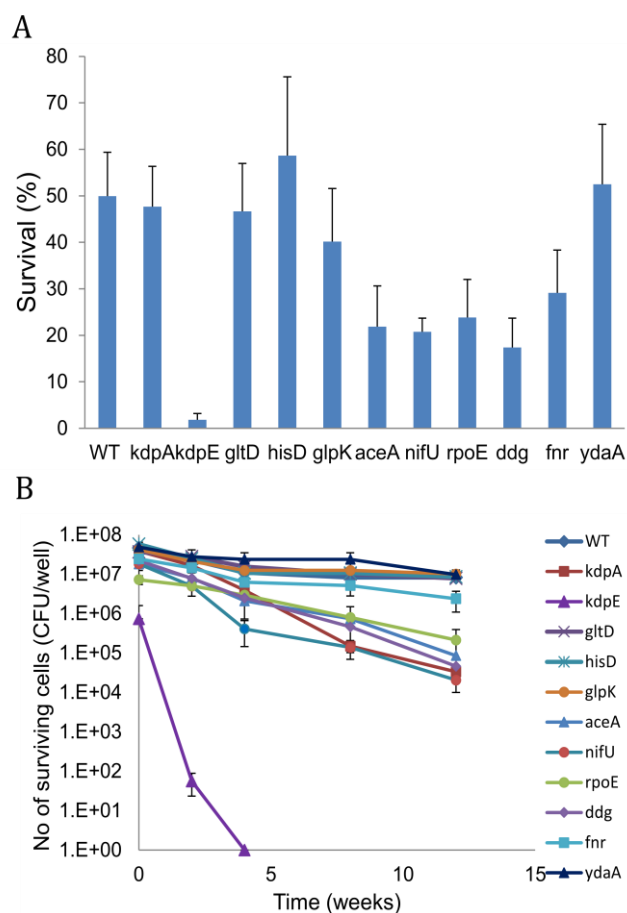 A
Survival (%)
80
70
60
50
40
30
20
10
0
WT kdpA kdpE gltD hisD glpK aceA nifU rpoE ddg fnr ydaA
B
No of surviving cells (CFU/well)
1.E+08
1.E+07
1.E+06
1.E+05
1.E+04
1.E+03
1.E+02
1.E+01
1.E+00
0 5 10 15
Time (weeks)
WT
kdpA
kdpE
gltD
hisD
glpK
aceA
nifU
rpoE
ddg
fnr
ydaA